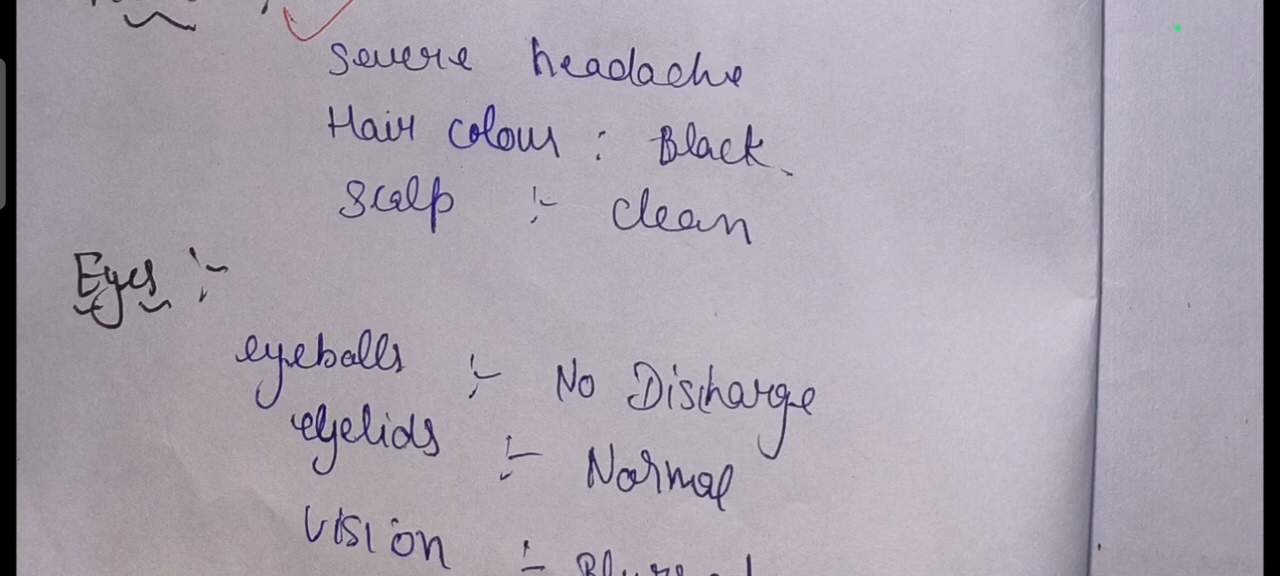 Severe headache
Hair colour : Black
Scalp :- clean
Eyes :-
eyeballs :- No Discharge
eyelids :- Normal
vision :-